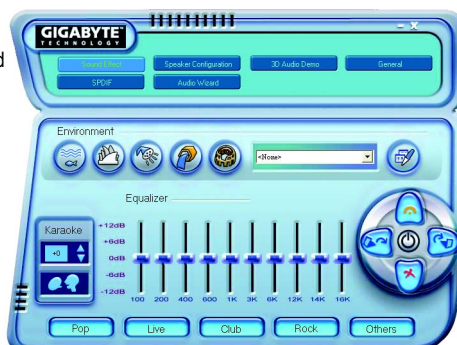 GIGABYTE™
TECHNOLOGY
– X
d
Sound Effect Speaker Configuration 3D Audio Demo General
SPDIF Audio Wizard
Environment
<None>
Equalizer
Karaoke
+0
+12dB
+6dB
0dB
-6dB
-12dB
100 200 400 600 1K 3K 6K 12K 14K 16K
Pop Live Club Rock Others